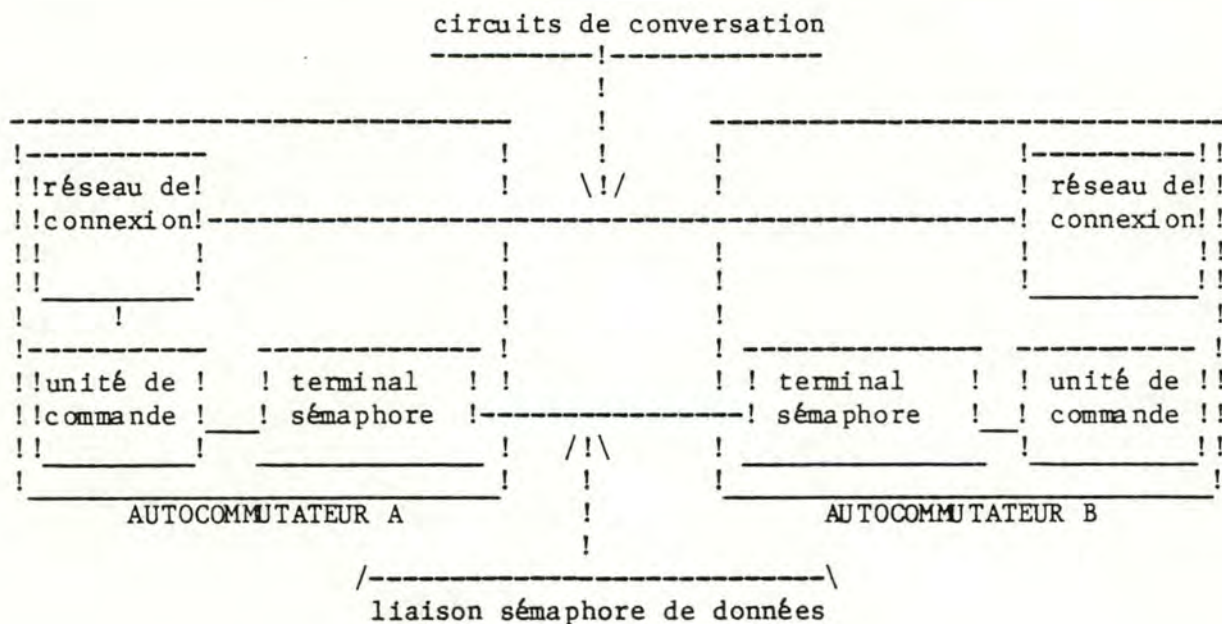 circuits de conversation
réseau de réseau de
connexion connexion
unité de terminal terminal unité de
commande sémaphore sémaphore commande
AUTOCOMMUTATEUR A AUTOCOMMUTATEUR B
liaison sémaphore de données